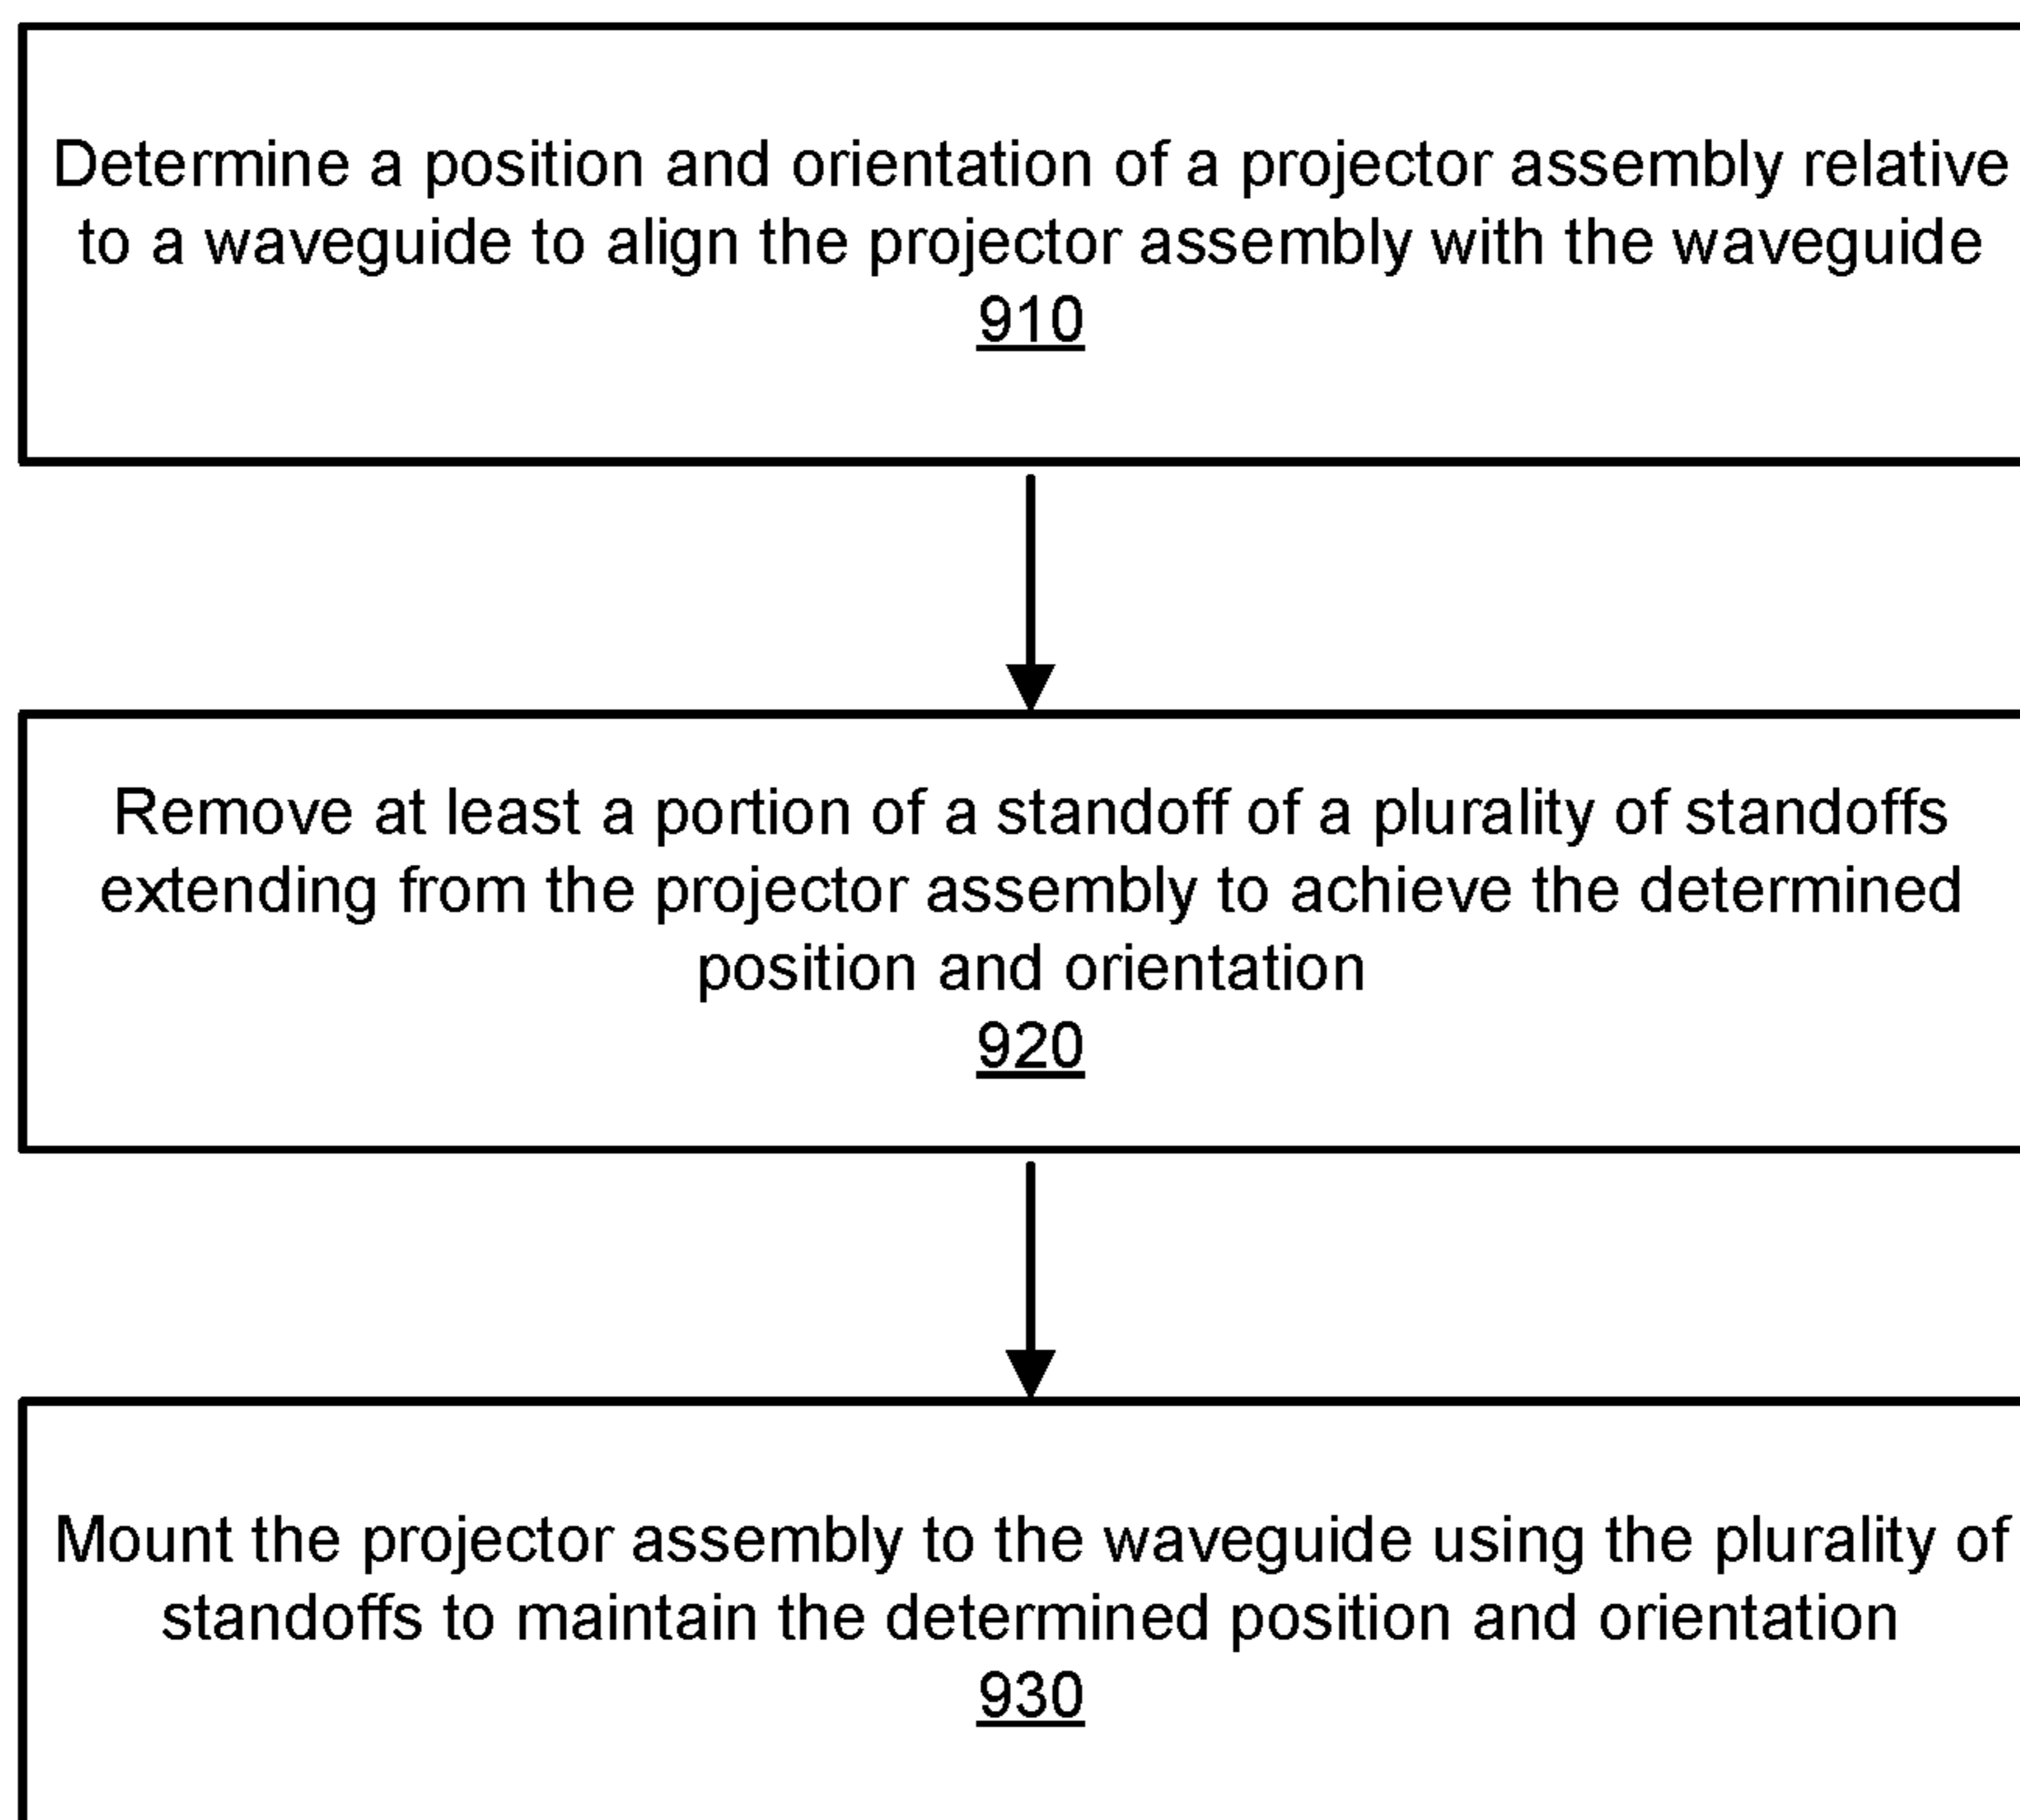 Determine a position and orientation of a projector assembly relative
to a waveguide to align the projector assembly with the waveguide
910
Remove at least a portion of a standoff of a plurality of standoffs
extending from the projector assembly to achieve the determined
position and orientation
920
Mount the projector assembly to the waveguide using the plurality of
standoffs to maintain the determined position and orientation
930